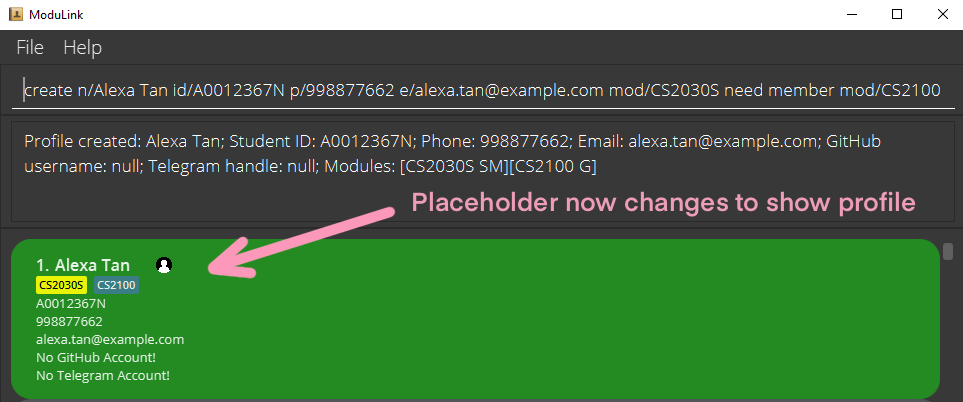 ModuLink
File Help
create n/Alexa Tan id/A0012367N p/998877662 e/alexa.tan@example.com mod/CS2030S need member mod/CS2100
Profile created: Alexa Tan; Student ID: A0012367N; Phone: 998877662; Email: alexa.tan@example.com; GitHub
username: null; Telegram handle: null; Modules: [CS2030S SM][CS2100 G]
Placeholder now changes to show profile
1. Alexa Tan
CS2030S CS2100
A0012367N
998877662
alexa.tan@example.com
No GitHub Account!
No Telegram Account!